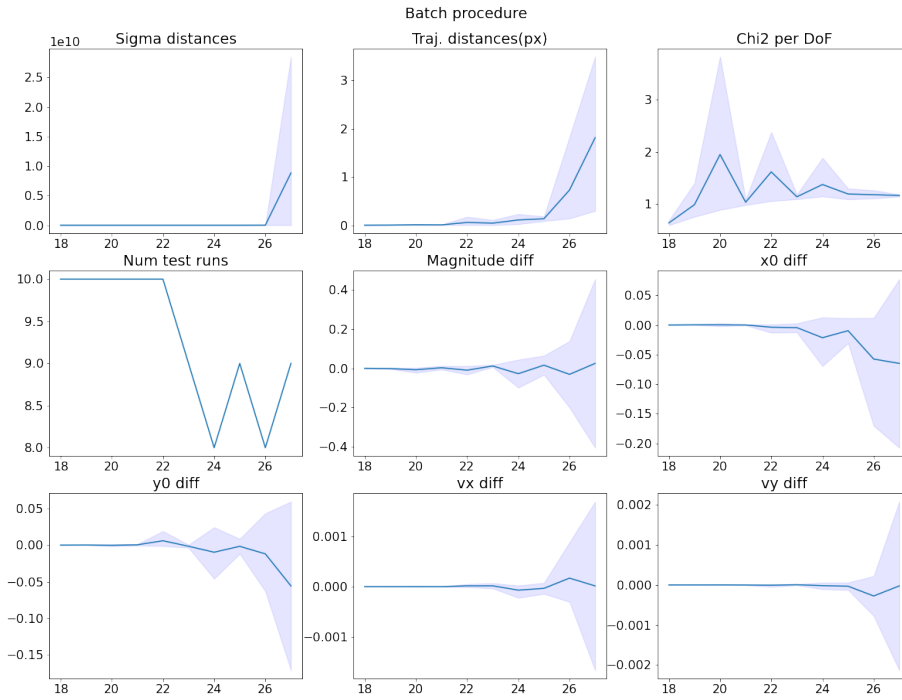 Batch procedure
Sigma distances
1e10
2.5
2.0
1.5
1.0
0.5
0.0
18 20 22 24 26
Traj. distances(px)
3
2
1
0
18 20 22 24 26
Chi2 per DoF
3
2
1
18 20 22 24 26
Num test runs
10.0
9.5
9.0
8.5
8.0
18 20 22 24 26
Magnitude diff
0.4
0.2
0.0
−0.2
−0.4
18 20 22 24 26
x0 diff
0.05
0.00
−0.05
−0.10
−0.15
−0.20
18 20 22 24 26
y0 diff
0.05
0.00
−0.05
−0.10
−0.15
18 20 22 24 26
vx diff
0.001
0.000
−0.001
18 20 22 24 26
vy diff
0.002
0.001
0.000
−0.001
−0.002
18 20 22 24 26